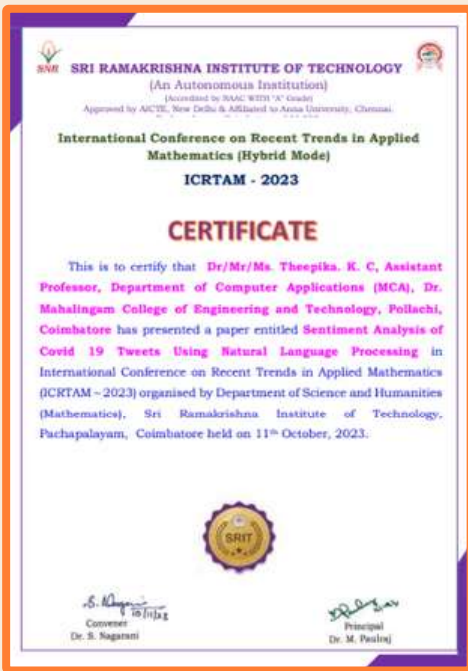 SNR SRI RAMAKRISHNA INSTITUTE OF TECHNOLOGY
(An Autonomous Institution)
(Accredited by NAAC WITH "A" Grade)
Approved by AICTE, New Delhi & Affiliated to Anna University, Chennai.
International Conference on Recent Trends in Applied
Mathematics (Hybrid Mode)
ICRTAM - 2023
CERTIFICATE
This is to certify that Dr/Mr/Ms. Theepika. K. C, Assistant
Professor, Department of Computer Applications (MCA), Dr.
Mahalingam College of Engineering and Technology, Pollachi,
Coimbatore has presented a paper entitled Sentiment Analysis of
Covid 19 Tweets Using Natural Language Processing in
International Conference on Recent Trends in Applied Mathematics
(ICRTAM – 2023) organised by Department of Science and Humanities
(Mathematics), Sri Ramakrishna Institute of Technology,
Pachapalayam, Coimbatore held on 11th October, 2023.
SRIT
10/11/23
Convener
Dr. S. Nagarani
Principal
Dr. M. Paulraj